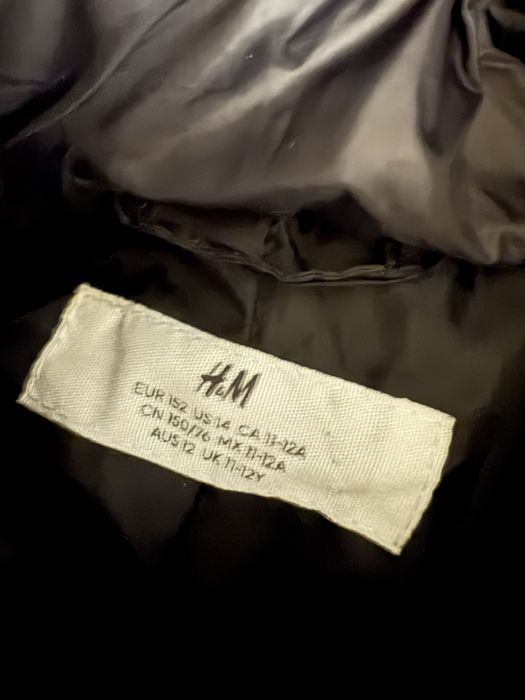 H&M
EUR 152 US 14 CA 11-12A
CN 150/76 MX 11-12A
AUS 12 UK 11-12Y